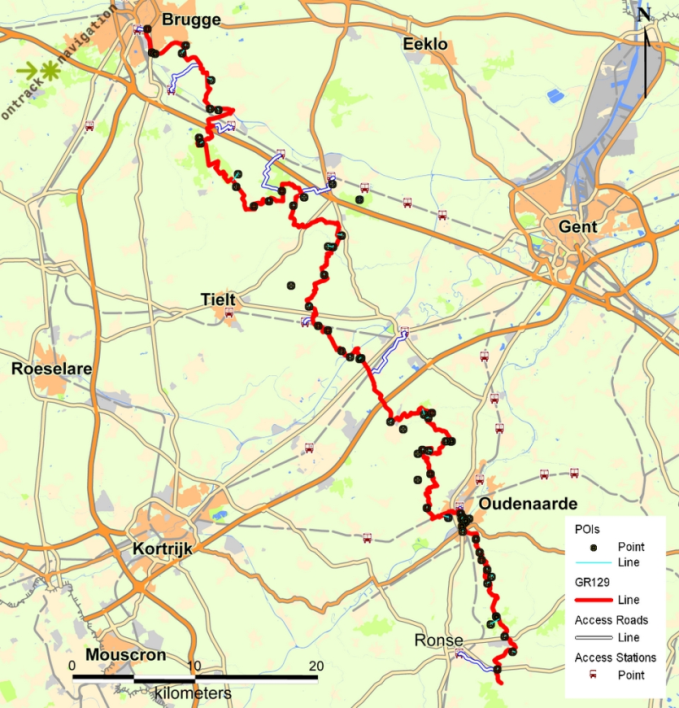 Brugge
N
Eeklo
ontrack navigation
Gent
Tielt
Roeselare
Oudenaarde
Kortrijk
Ronse
Mouscron
0 10 20
kilometers
POIs
Point
Line
GR129
Line
Access Roads
Line
Access Stations
Point